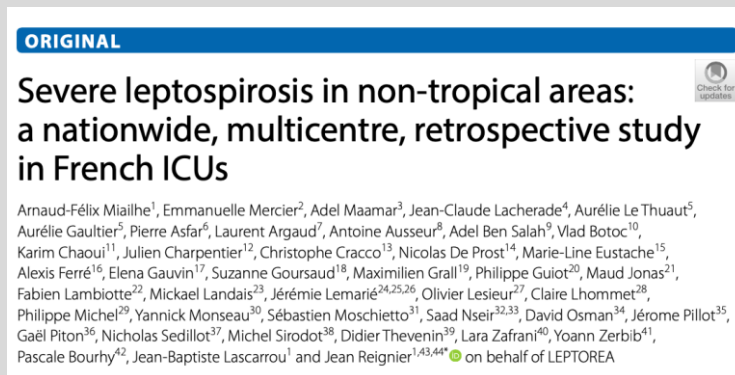 ORIGINAL
Severe leptospirosis in non-tropical areas:
a nationwide, multicentre, retrospective study
in French ICUs
Check for
updates
Arnaud-Félix Miailhe¹, Emmanuelle Mercier², Adel Maamar³, Jean-Claude Lacherade⁴, Aurélie Le Thuaut⁵,
Aurélie Gaultier⁵, Pierre Asfar⁶, Laurent Argaud⁷, Antoine Ausseur⁸, Adel Ben Salah⁹, Vlad Botoc¹⁰,
Karim Chaoui¹¹, Julien Charpentier¹², Christophe Cracco¹³, Nicolas De Prost¹⁴, Marie-Line Eustache¹⁵,
Alexis Ferré¹⁶, Elena Gauvin¹⁷, Suzanne Goursaud¹⁸, Maximilien Grall¹⁹, Philippe Guiot²⁰, Maud Jonas²¹,
Fabien Lambiotte²², Mickael Landais²³, Jérémie Lemarié²⁴,²⁵,²⁶, Olivier Lesieur²⁷, Claire Lhommet²⁸,
Philippe Michel²⁹, Yannick Monseau³⁰, Sébastien Moschietto³¹, Saad Nseir³²,³³, David Osman³⁴, Jérome Pillot³⁵,
Gaël Piton³⁶, Nicholas Sedillot³⁷, Michel Sirodot³⁸, Didier Thevenin³⁹, Lara Zafrani⁴⁰, Yoann Zerbib⁴¹,
Pascale Bourhy⁴², Jean-Baptiste Lascarrou¹ and Jean Reignier¹,⁴³,⁴⁴* iD on behalf of LEPTOREA